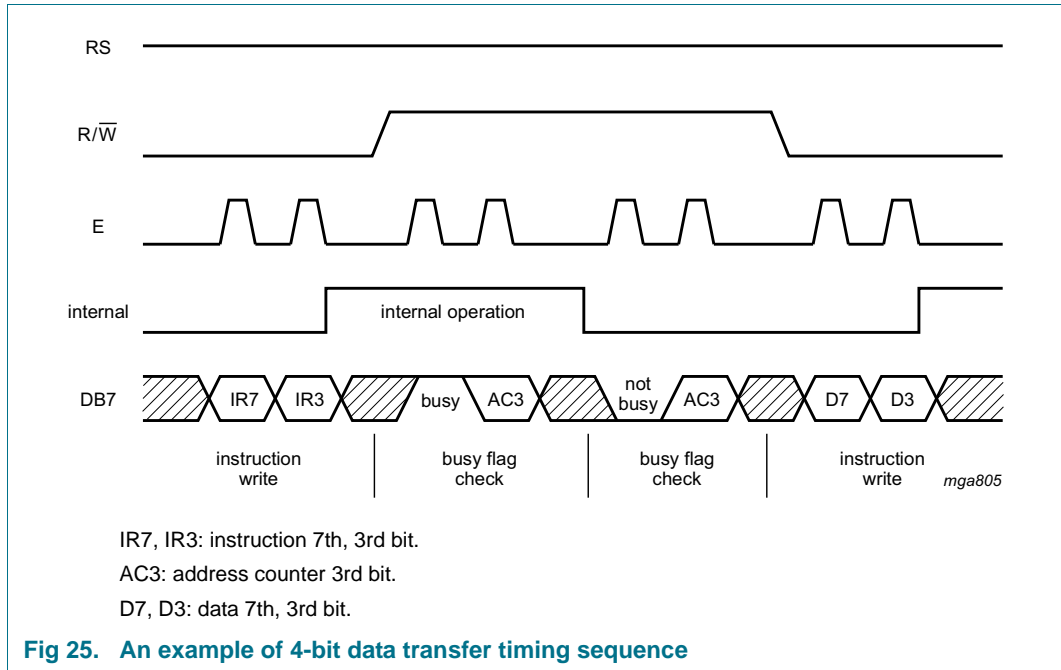 RS
R/W̅
E
internal
internal operation
DB7
IR7 IR3 busy AC3 not busy AC3 D7 D3
instruction write
busy flag check
busy flag check
instruction write
mga805
IR7, IR3: instruction 7th, 3rd bit.
AC3: address counter 3rd bit.
D7, D3: data 7th, 3rd bit.
Fig 25. An example of 4-bit data transfer timing sequence